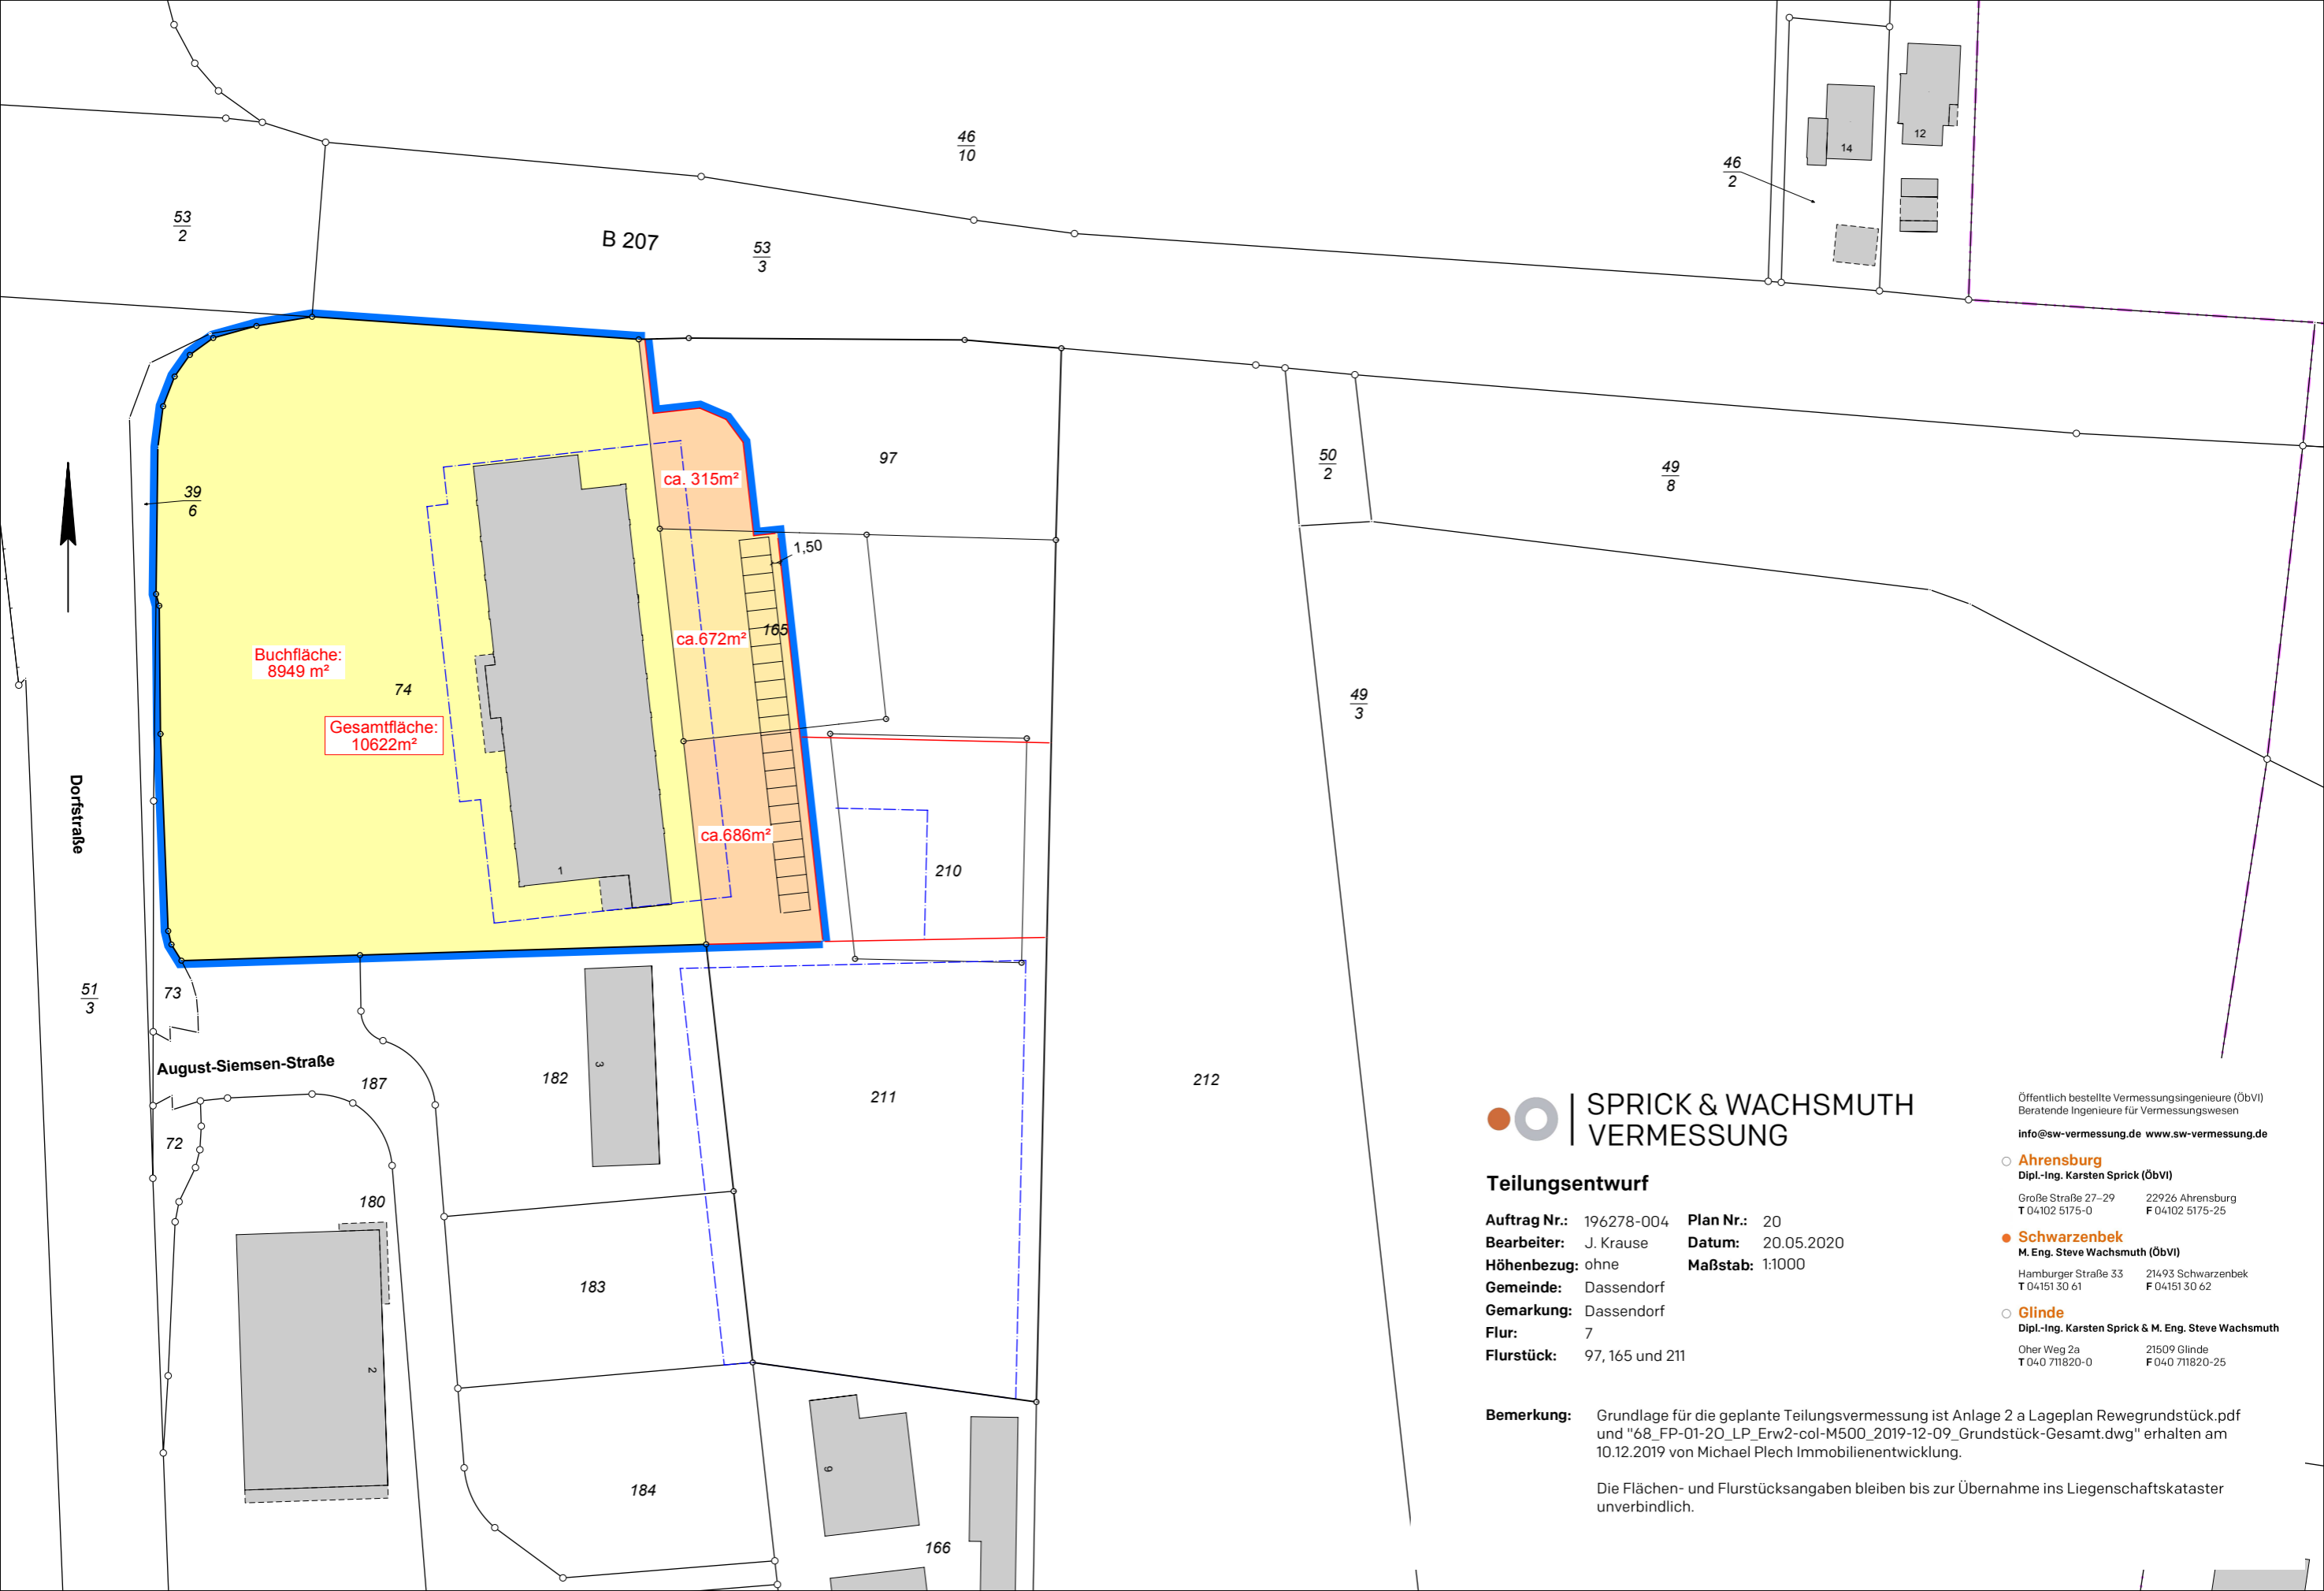 46
10
46
2
14
12
53
2
B 207
53
3
97
50
2
49
8
39
6
ca. 315m²
1,50
165
ca.672m²
Buchfläche:
8949 m²
74
Gesamtfläche:
10622m²
49
3
Dorfstraße
ca.686m²
1
210
51
3
73
August-Siemsen-Straße
187
182
3
211
212
72
180
2
183
184
9
166
SPRICK & WACHSMUTH
VERMESSUNG
Teilungsentwurf
Auftrag Nr.: 196278-004 Plan Nr.: 20
Bearbeiter: J. Krause Datum: 20.05.2020
Höhenbezug: ohne Maßstab: 1:1000
Gemeinde: Dassendorf
Gemarkung: Dassendorf
Flur: 7
Flurstück: 97, 165 und 211
Bemerkung: Grundlage für die geplante Teilungsvermessung ist Anlage 2 a Lageplan Rewegrundstück.pdf
und "68_FP-01-2O_LP_Erw2-col-M500_2019-12-09_Grundstück-Gesamt.dwg" erhalten am
10.12.2019 von Michael Plech Immobilienentwicklung.
Die Flächen- und Flurstücksangaben bleiben bis zur Übernahme ins Liegenschaftskataster
unverbindlich.
Öffentlich bestellte Vermessungsingenieure (ÖbVI)
Beratende Ingenieure für Vermessungswesen
info@sw-vermessung.de www.sw-vermessung.de
Ahrensburg
Dipl.-Ing. Karsten Sprick (ÖbVI)
Große Straße 27–29 22926 Ahrensburg
T 04102 5175-0 F 04102 5175-25
Schwarzenbek
M. Eng. Steve Wachsmuth (ÖbVI)
Hamburger Straße 33 21493 Schwarzenbek
T 04151 30 61 F 04151 30 62
Glinde
Dipl.-Ing. Karsten Sprick & M. Eng. Steve Wachsmuth
Oher Weg 2a 21509 Glinde
T 040 711820-0 F 040 711820-25